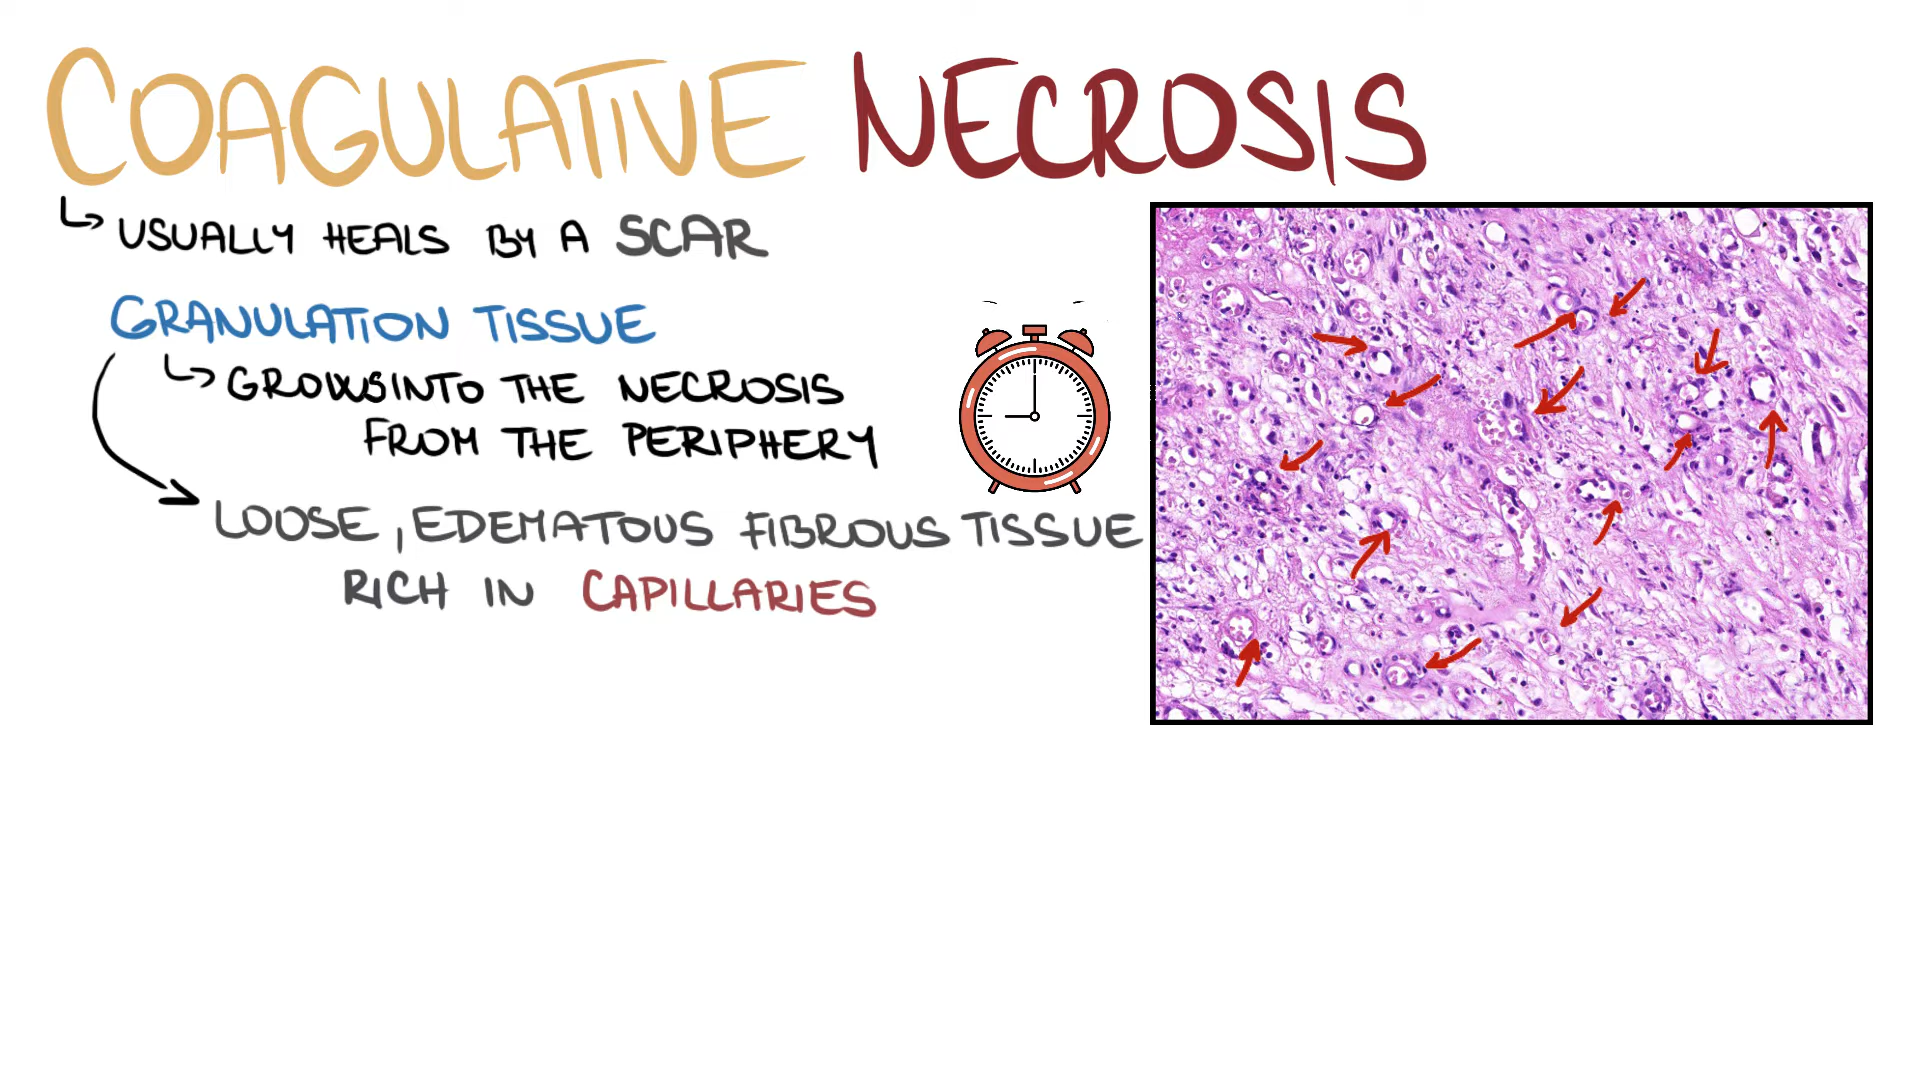 COAGULATIVE NECROSIS
USUALLY HEALS BY A SCAR
GRANULATION TISSUE
GROWS INTO THE NECROSIS
FROM THE PERIPHERY
LOOSE, EDEMATOUS FIBROUS TISSUE
RICH IN CAPILLARIES